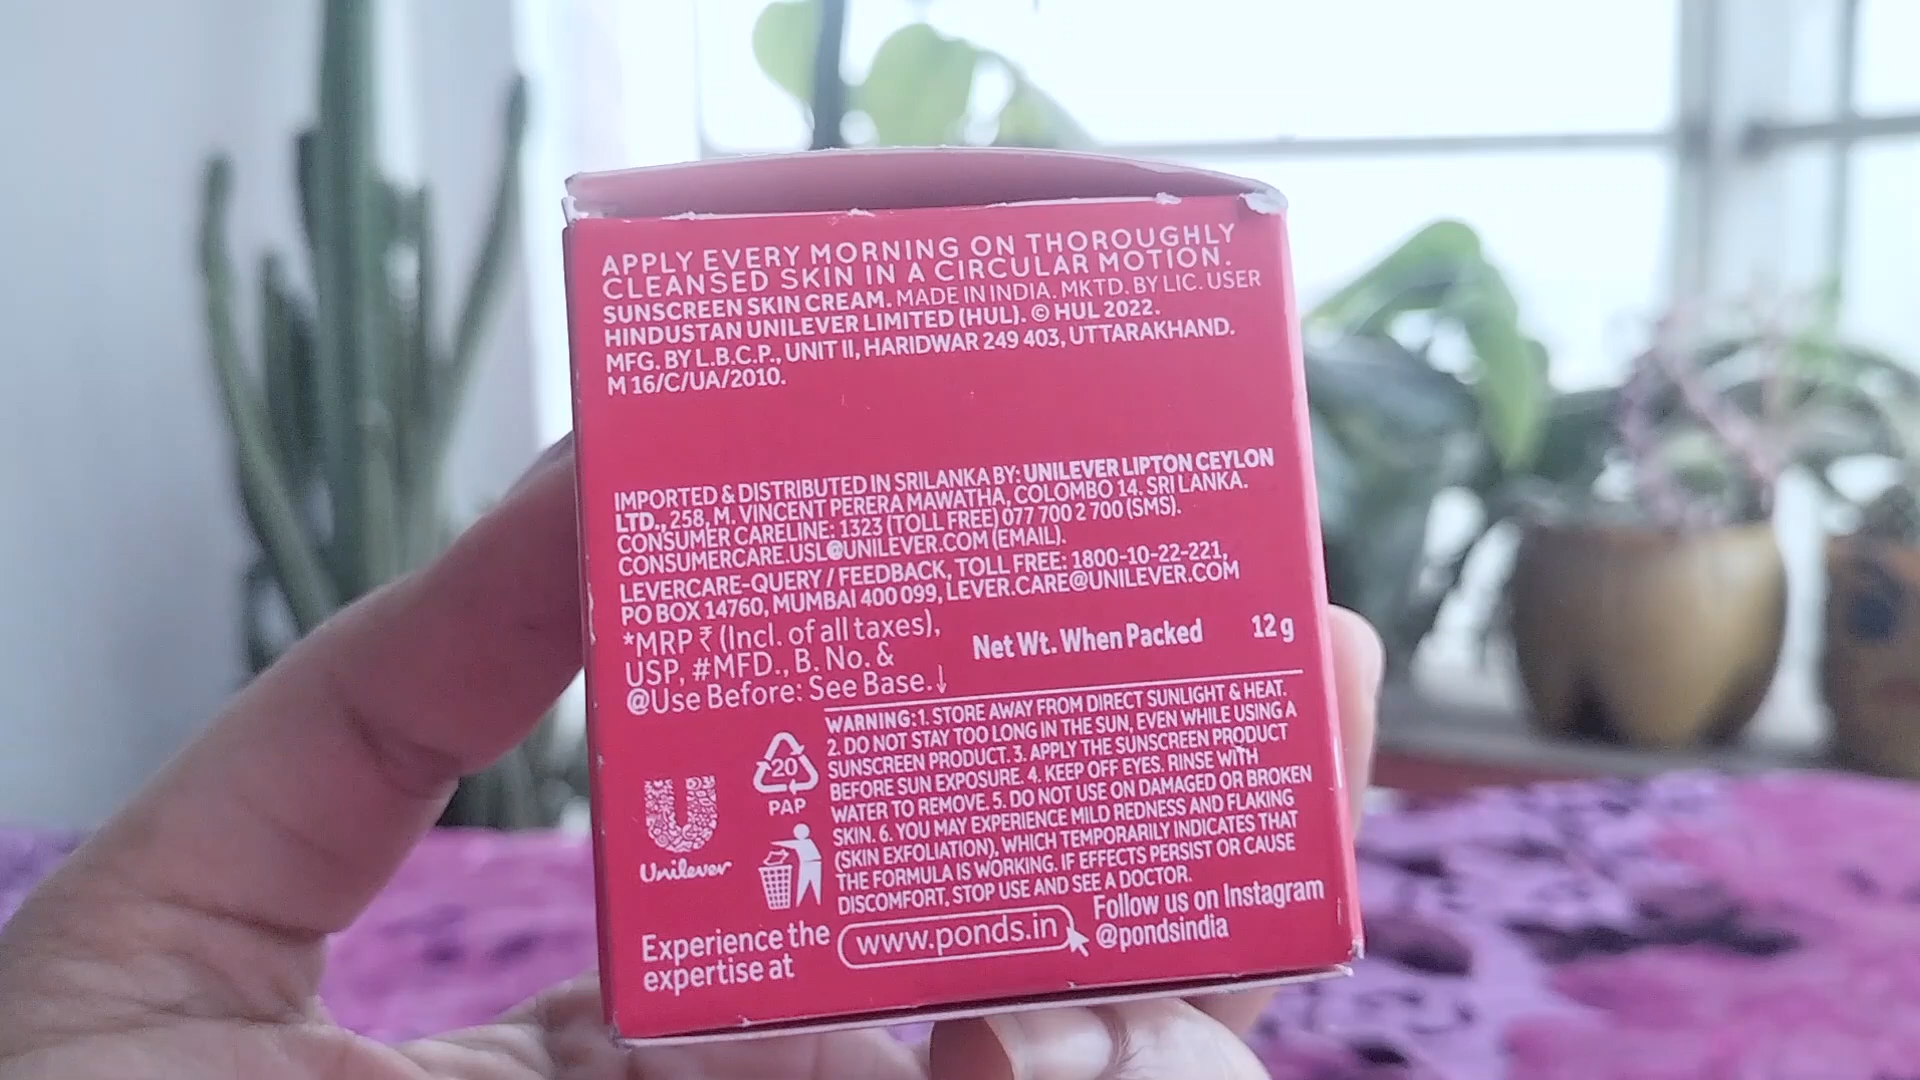 APPLY EVERY MORNING ON THOROUGHLY
CLEANSED SKIN IN A CIRCULAR MOTION.
SUNSCREEN SKIN CREAM. MADE IN INDIA. MKTD. BY LIC. USER
HINDUSTAN UNILEVER LIMITED (HUL). © HUL 2022.
MFG. BY L.B.C.P., UNIT II, HARIDWAR 249 403, UTTARAKHAND.
M 16/C/UA/2010.
IMPORTED & DISTRIBUTED IN SRILANKA BY: UNILEVER LIPTON CEYLON
LTD., 258, M. VINCENT PERERA MAWATHA, COLOMBO 14. SRI LANKA.
CONSUMER CARELINE: 1323 (TOLL FREE) 077 700 2 700 (SMS).
CONSUMERCARE.USL@UNILEVER.COM (EMAIL).
LEVERCARE-QUERY / FEEDBACK, TOLL FREE: 1800-10-22-221,
PO BOX 14760, MUMBAI 400 099, LEVER.CARE@UNILEVER.COM
*MRP ₹ (Incl. of all taxes),
USP, #MFD., B. No. &
@Use Before: See Base.↓
Net Wt. When Packed 12 g
WARNING: 1. STORE AWAY FROM DIRECT SUNLIGHT & HEAT.
2. DO NOT STAY TOO LONG IN THE SUN, EVEN WHILE USING A
SUNSCREEN PRODUCT. 3. APPLY THE SUNSCREEN PRODUCT
BEFORE SUN EXPOSURE. 4. KEEP OFF EYES. RINSE WITH
WATER TO REMOVE. 5. DO NOT USE ON DAMAGED OR BROKEN
SKIN. 6. YOU MAY EXPERIENCE MILD REDNESS AND FLAKING
(SKIN EXFOLIATION), WHICH TEMPORARILY INDICATES THAT
THE FORMULA IS WORKING. IF EFFECTS PERSIST OR CAUSE
DISCOMFORT, STOP USE AND SEE A DOCTOR.
20
PAP
Unilever
Experience the
expertise at
www.ponds.in
Follow us on Instagram
@pondsindia